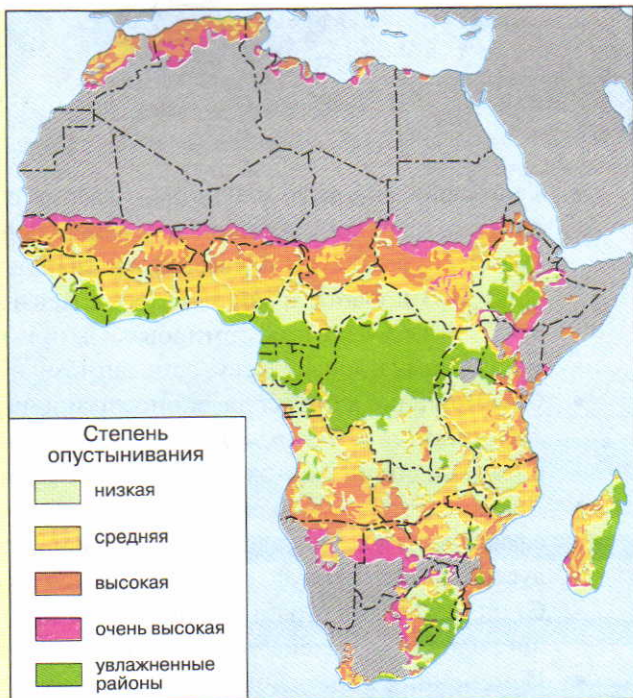 Степень
опустынивания
низкая
средняя
высокая
очень высокая
увлажненные
районы